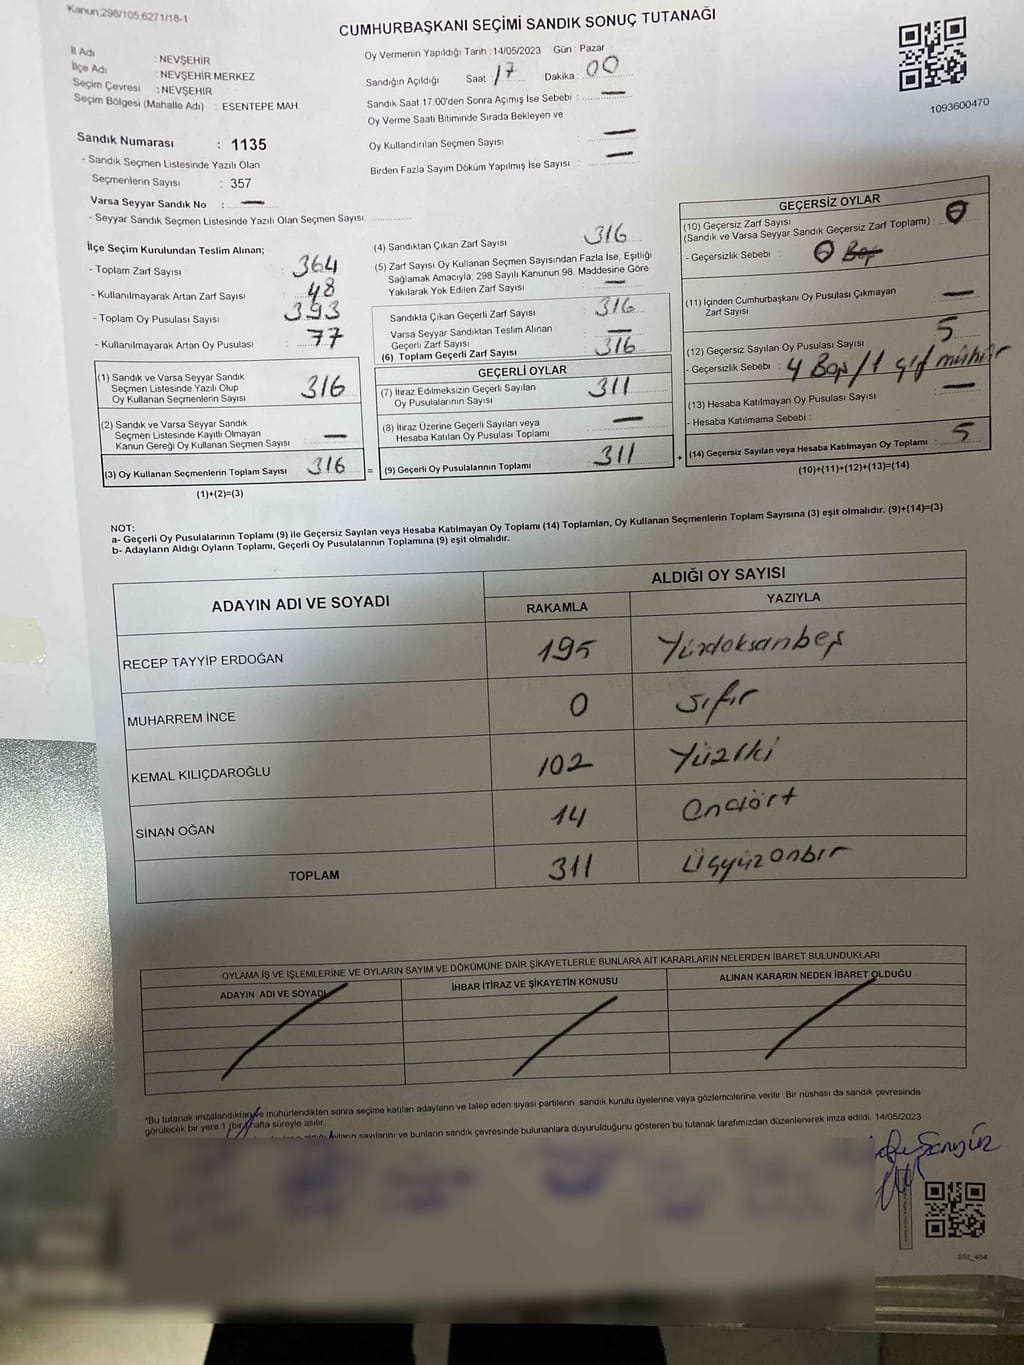 Kanun:298/105;6271/18-1
CUMHURBAŞKANI SEÇİMİ SANDIK SONUÇ TUTANAĞI
1093600470
İl Adı : NEVŞEHİR
İlçe Adı : NEVŞEHİR MERKEZ
Seçim Çevresi : NEVŞEHİR
Seçim Bölgesi (Mahalle Adı) : ESENTEPE MAH.
Sandık Numarası : 1135
- Sandık Seçmen Listesinde Yazılı Olan
Seçmenlerin Sayısı : 357
Varsa Seyyar Sandık No : —
- Seyyar Sandık Seçmen Listesinde Yazılı Olan Seçmen Sayısı
Oy Vermenin Yapıldığı Tarih : 14/05/2023 Gün : Pazar
Sandığın Açıldığı Saat 17 Dakika : 00
Sandık Saat 17:00'den Sonra Açımış İse Sebebi : —
Oy Verme Saati Bitiminde Sırada Bekleyen ve
Oy Kullandırılan Seçmen Sayısı : —
Birden Fazla Sayım Döküm Yapılmış İse Sayısı : —
İlçe Seçim Kurulundan Teslim Alınan;
- Toplam Zarf Sayısı : 364
- Kullanılmayarak Artan Zarf Sayısı : 48
- Toplam Oy Pusulası Sayısı : 393
- Kullanılmayarak Artan Oy Pusulası : 77
(1) Sandık ve Varsa Seyyar Sandık
Seçmen Listesinde Yazılı Olup
Oy Kullanan Seçmenlerin Sayısı : 316
(2) Sandık ve Varsa Seyyar Sandık
Seçmen Listesinde Kayıtlı Olmayan
Kanun Gereği Oy Kullanan Seçmen Sayısı : —
(3) Oy Kullanan Seçmenlerin Toplam Sayısı : 316
(1)+(2)=(3)
(4) Sandıktan Çıkan Zarf Sayısı : 316
(5) Zarf Sayısı Oy Kullanan Seçmen Sayısından Fazla İse, Eşitliği
Sağlamak Amacıyla; 298 Sayılı Kanunun 98. Maddesine Göre
Yakılarak Yok Edilen Zarf Sayısı : —
Sandıkta Çıkan Geçerli Zarf Sayısı : 316
Varsa Seyyar Sandıktan Teslim Alınan
Geçerli Zarf Sayısı : —
(6) Toplam Geçerli Zarf Sayısı : 316
GEÇERLİ OYLAR
(7) İtiraz Edilmeksizin Geçerli Sayılan
Oy Pusulalarının Sayısı : 311
(8) İtiraz Üzerine Geçerli Sayılan veya
Hesaba Katılan Oy Pusulası Toplamı : —
= (9) Geçerli Oy Pusulalarının Toplamı : 311
GEÇERSİZ OYLAR
(10) Geçersiz Zarf Sayısı
(Sandık ve Varsa Seyyar Sandık Geçersiz Zarf Toplamı) : 0
- Geçersizlik Sebebi : 0 Boş
(11) İçinden Cumhurbaşkanı Oy Pusulası Çıkmayan
Zarf Sayısı : —
(12) Geçersiz Sayılan Oy Pusulası Sayısı : 5
- Geçersizlik Sebebi : 4 Boş / 1 çift mühür
(13) Hesaba Katılmayan Oy Pusulası Sayısı : —
- Hesaba Katılmama Sebebi :
+ (14) Geçersiz Sayılan veya Hesaba Katılmayan Oy Toplamı : 5
(10)+(11)+(12)+(13)=(14)
NOT:
a- Geçerli Oy Pusulalarının Toplamı (9) ile Geçersiz Sayılan veya Hesaba Katılmayan Oy Toplamı (14) Toplamları, Oy Kullanan Seçmenlerin Toplam Sayısına (3) eşit olmalıdır. (9)+(14)=(3)
b- Adayların Aldığı Oyların Toplamı, Geçerli Oy Pusulalarının Toplamına (9) eşit olmalıdır.
ADAYIN ADI VE SOYADI
ALDIĞI OY SAYISI
RAKAMLA YAZIYLA
RECEP TAYYİP ERDOĞAN 195 Yüzdoksanbeş
MUHARREM İNCE 0 Sıfır
KEMAL KILIÇDAROĞLU 102 Yüziki
SİNAN OĞAN 14 Ondört
TOPLAM 311 Üçyüzonbir
OYLAMA İŞ VE İŞLEMLERİNE VE OYLARIN SAYIM VE DÖKÜMÜNE DAİR ŞİKAYETLERLE BUNLARA AİT KARARLARIN NELERDEN İBARET BULUNDUKLARI
ADAYIN ADI VE SOYADI İHBAR İTİRAZ VE ŞİKAYETİN KONUSU ALINAN KARARIN NEDEN İBARET OLDUĞU
*Bu tutanak imzalandıktan ve mühürlendikten sonra seçime katılan adayların ve talep eden siyasi partilerin sandık kurulu üyelerine veya gözlemcilerine verilir. Bir nüshası da sandık çevresinde
görülecek bir yere 1 (bir) hafta süreyle asılır.
aldığı oyların sayılarını ve bunların sandık çevresinde bulunanlara duyurulduğunu gösteren bu tutanak tarafımızdan düzenlenerek imza edildi. 14/05/2023
SSI_404